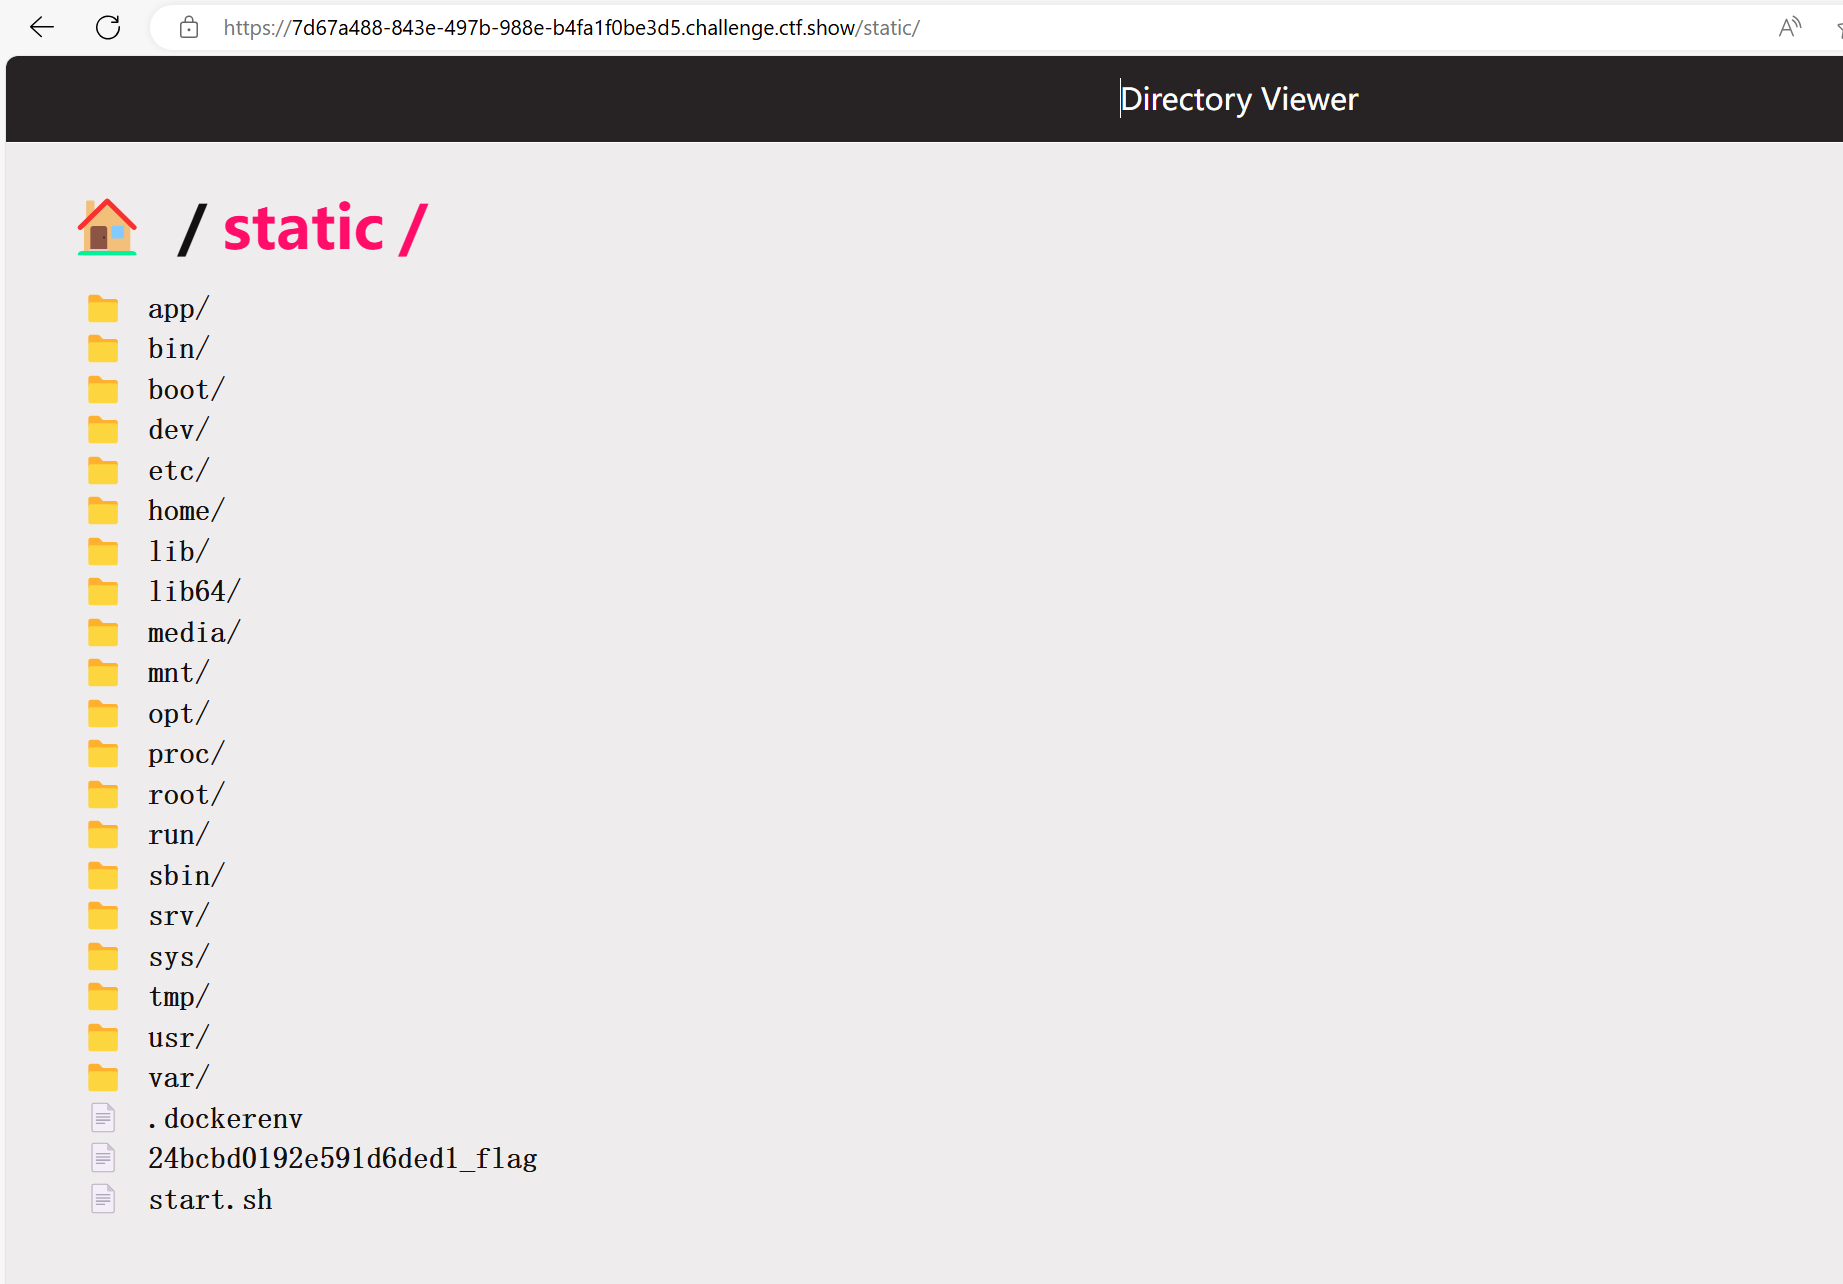 https://7d67a488-843e-497b-988e-b4fa1f0be3d5.challenge.ctf.show/static/
Directory Viewer
/ static /
app/
bin/
boot/
dev/
etc/
home/
lib/
lib64/
media/
mnt/
opt/
proc/
root/
run/
sbin/
srv/
sys/
tmp/
usr/
var/
.dockerenv
24bcbd0192e591d6ded1_flag
start.sh